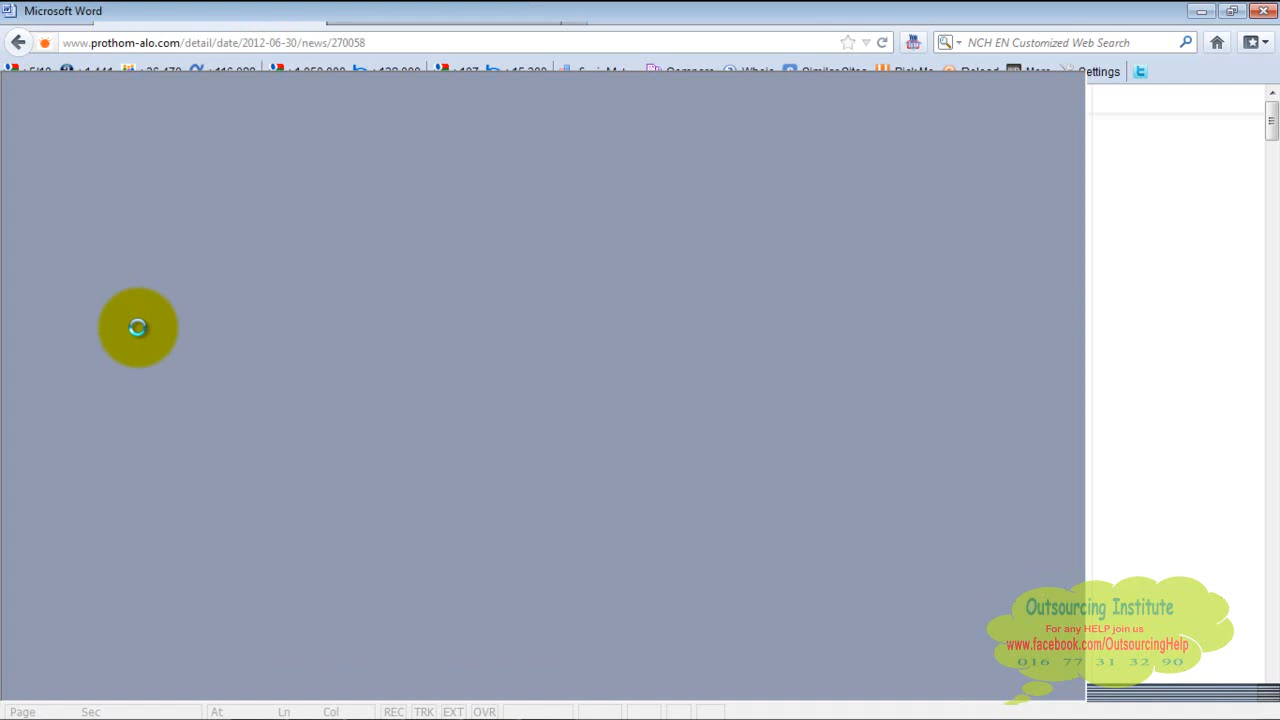 Microsoft Word
www.prothom-alo.com/detail/date/2012-06-30/news/270058
NCH EN Customized Web Search
Settings
Outsourcing Institute
For any HELP join us
www.facebook.com/OutsourcingHelp
016 77 31 32 90
Page Sec At Ln Col REC TRK EXT OVR